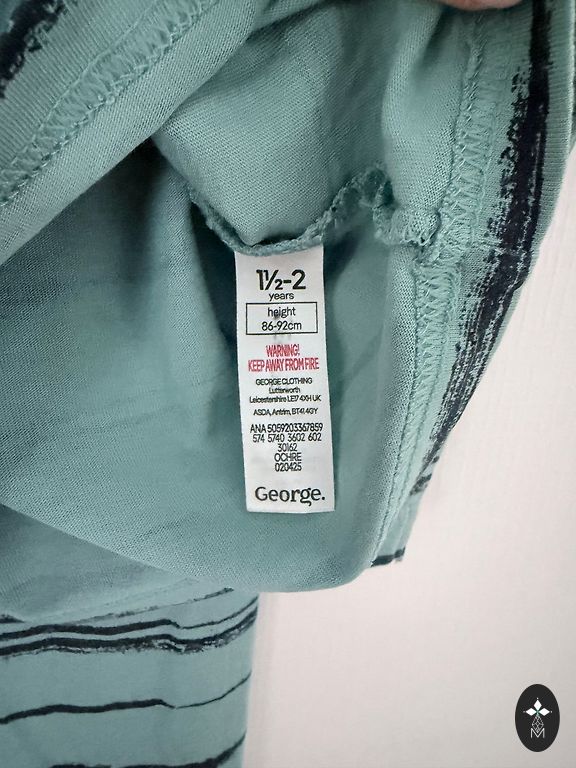 1½-2
years
height
86-92cm
WARNING!
KEEP AWAY FROM FIRE
GEORGE CLOTHING
Lutterworth
Leicestershire LE17 4XH UK
ASDA, Antrim, BT41 4GY
ANA 5059203367859
574 5740 3602 602
30162
OCHRE
020425
George.
M